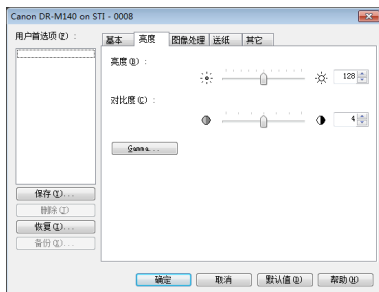 Canon DR-M140 on STI - 0008
用户首选项(E) :
基本 亮度 图像处理 送纸 其它
亮度(B) :
128
对比度(C) :
4
Gamma...
保存(V)...
删除(T)
恢复(I)...
备份(X)...
确定 取消 默认值(D) 帮助(H)